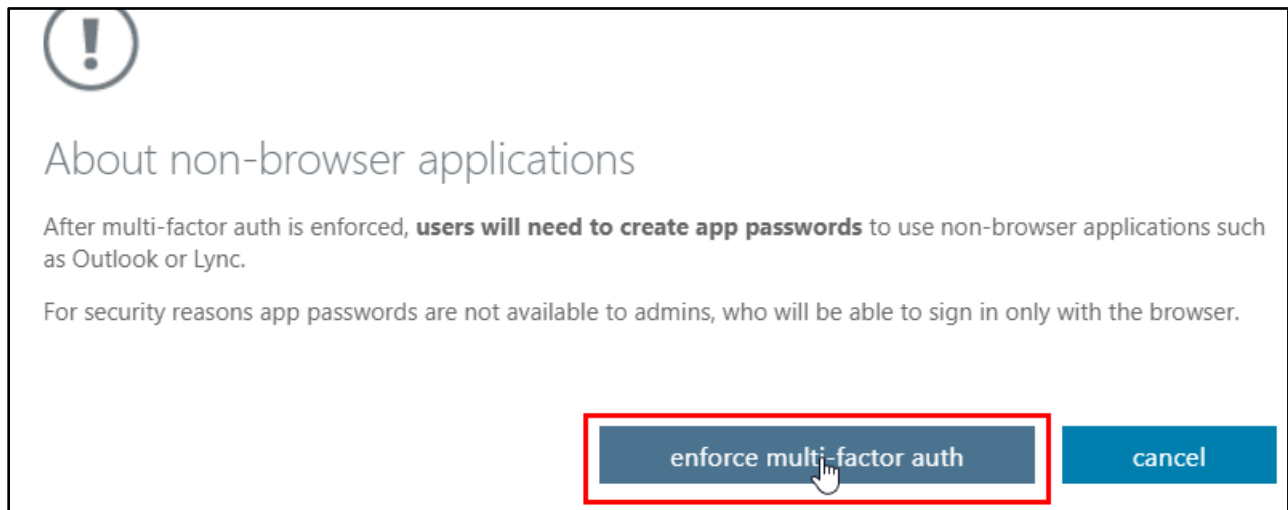 About non-browser applications
After multi-factor auth is enforced, users will need to create app passwords to use non-browser applications such
as Outlook or Lync.
For security reasons app passwords are not available to admins, who will be able to sign in only with the browser.
enforce multi-factor auth
cancel